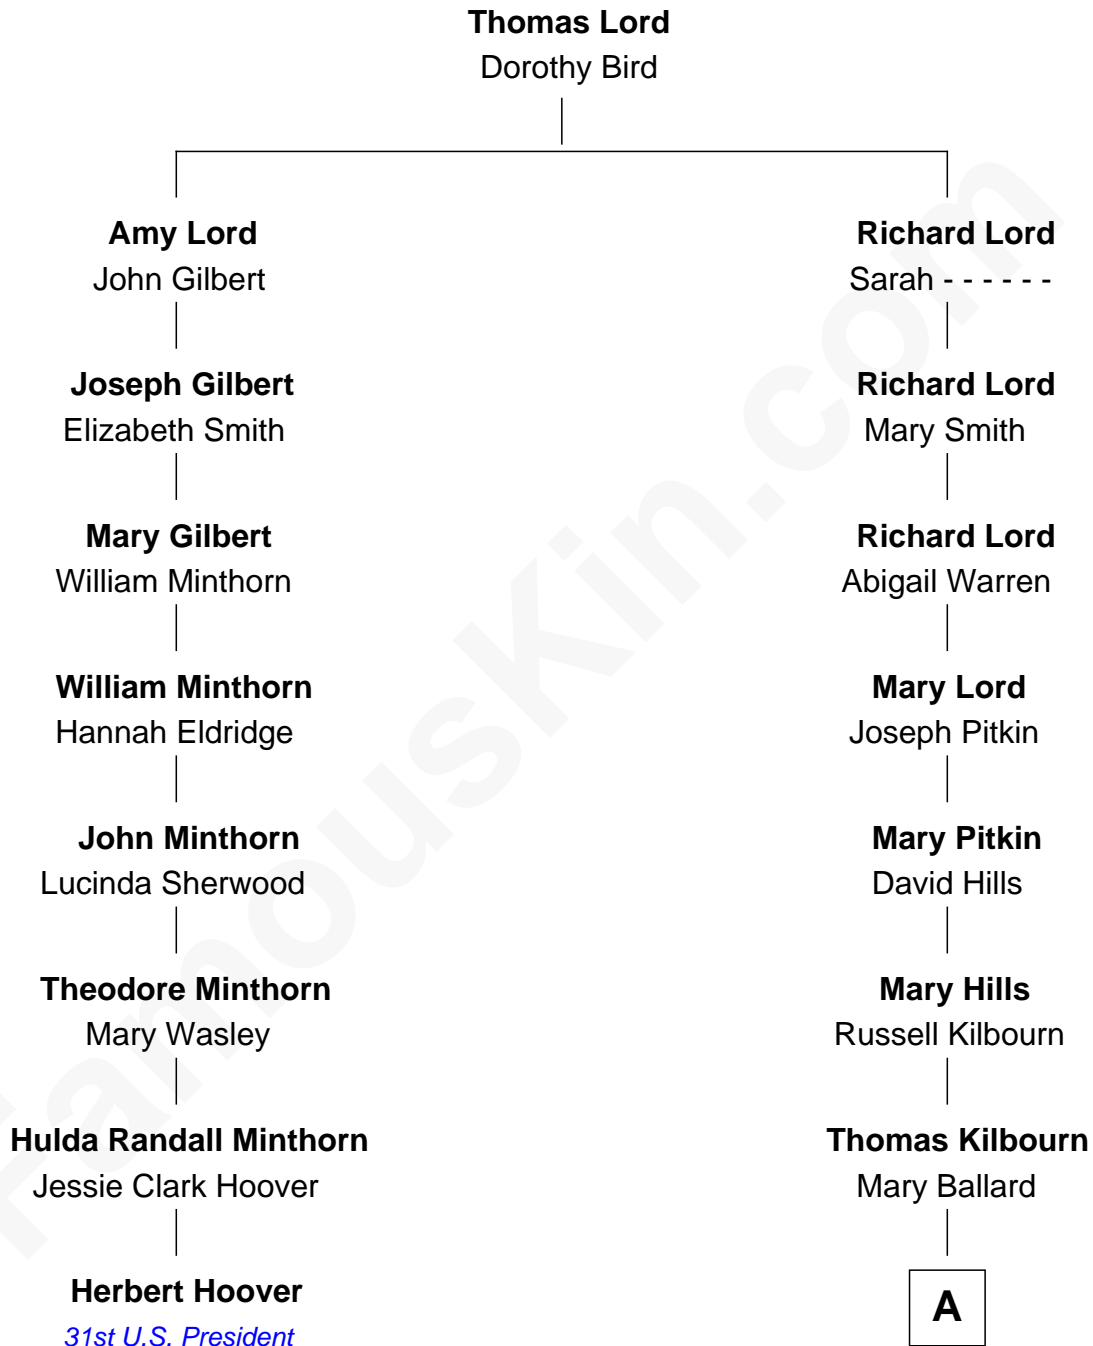 Thomas Lord
Dorothy Bird
Amy Lord
John Gilbert
Richard Lord
Sarah - - - - - -
Joseph Gilbert
Elizabeth Smith
Richard Lord
Mary Smith
Mary Gilbert
William Minthorn
Richard Lord
Abigail Warren
William Minthorn
Hannah Eldridge
Mary Lord
Joseph Pitkin
John Minthorn
Lucinda Sherwood
Mary Pitkin
David Hills
Theodore Minthorn
Mary Wasley
Mary Hills
Russell Kilbourn
Hulda Randall Minthorn
Jessie Clark Hoover
Thomas Kilbourn
Mary Ballard
Herbert Hoover
31st U.S. President
A
FamousKin.com